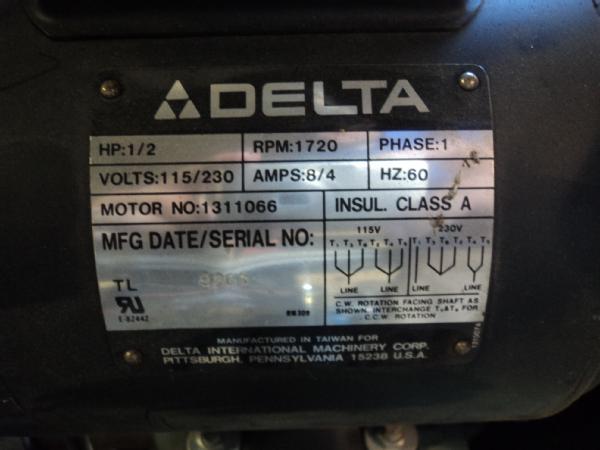 DELTA
HP:1/2 RPM:1720 PHASE:1
VOLTS:115/230 AMPS:8/4 HZ:60
MOTOR NO:1311066 INSUL. CLASS A
MFG DATE/SERIAL NO:
115V 230V
LINE LINE LINE LINE
TL
E-82442
C.W. ROTATION FACING SHAFT AS
SHOWN. INTERCHANGE FOR
C.C.W. ROTATION
MANUFACTURED IN TAIWAN FOR
DELTA INTERNATIONAL MACHINERY CORP.
PITTSBURGH, PENNSYLVANIA 15238 U.S.A.